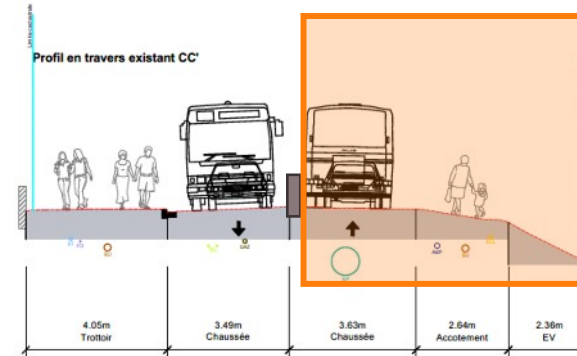 Profil en travers existant CC'
GAZ
4.05m
Trottoir
3.49m
Chaussée
3.63m
Chaussée
2.64m
Accotement
2.36m
EV